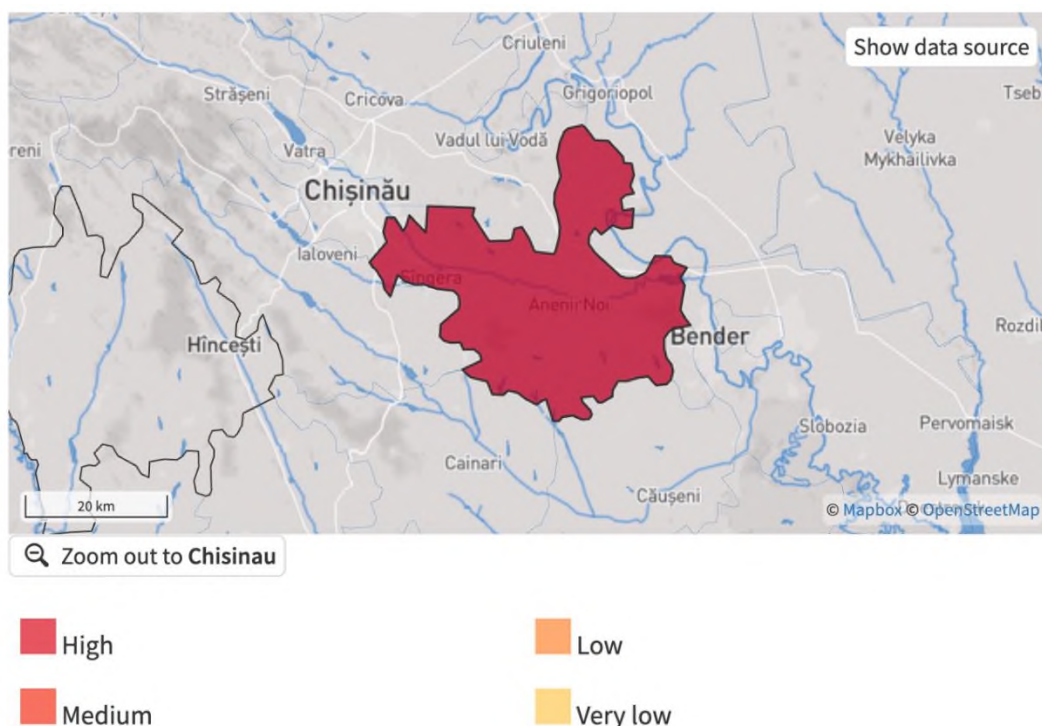 Criuleni
Show data source
Strășeni
Cricova
Grigoriopol
Tseb
Vadul lui Vodă
Velyka
Mykhailivka
oreni
Vatra
Chișinău
Ialoveni
Sîngera
Anenii Noi
Hîncești
Bender
Rozdil
Slobozia
Pervomaisk
Cainari
Lymanske
Căușeni
20 km
© Mapbox © OpenStreetMap
Zoom out to Chisinau
High
Low
Medium
Very low